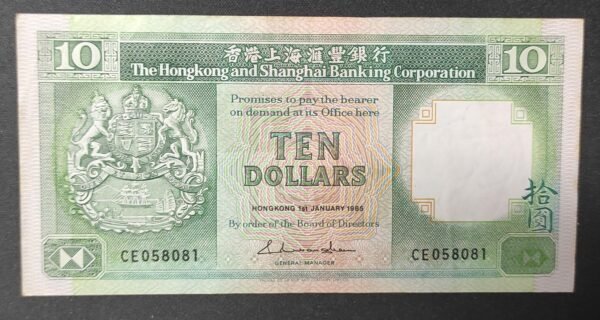 10 香港上海滙豐銀行 10
The Hongkong and Shanghai Banking Corporation
Promises to pay the bearer
on demand at its Office here
TEN
DOLLARS
拾圓
HONGKONG 1st JANUARY 1985
By order of the Board of Directors
CE058081 CE058081
GENERAL MANAGER